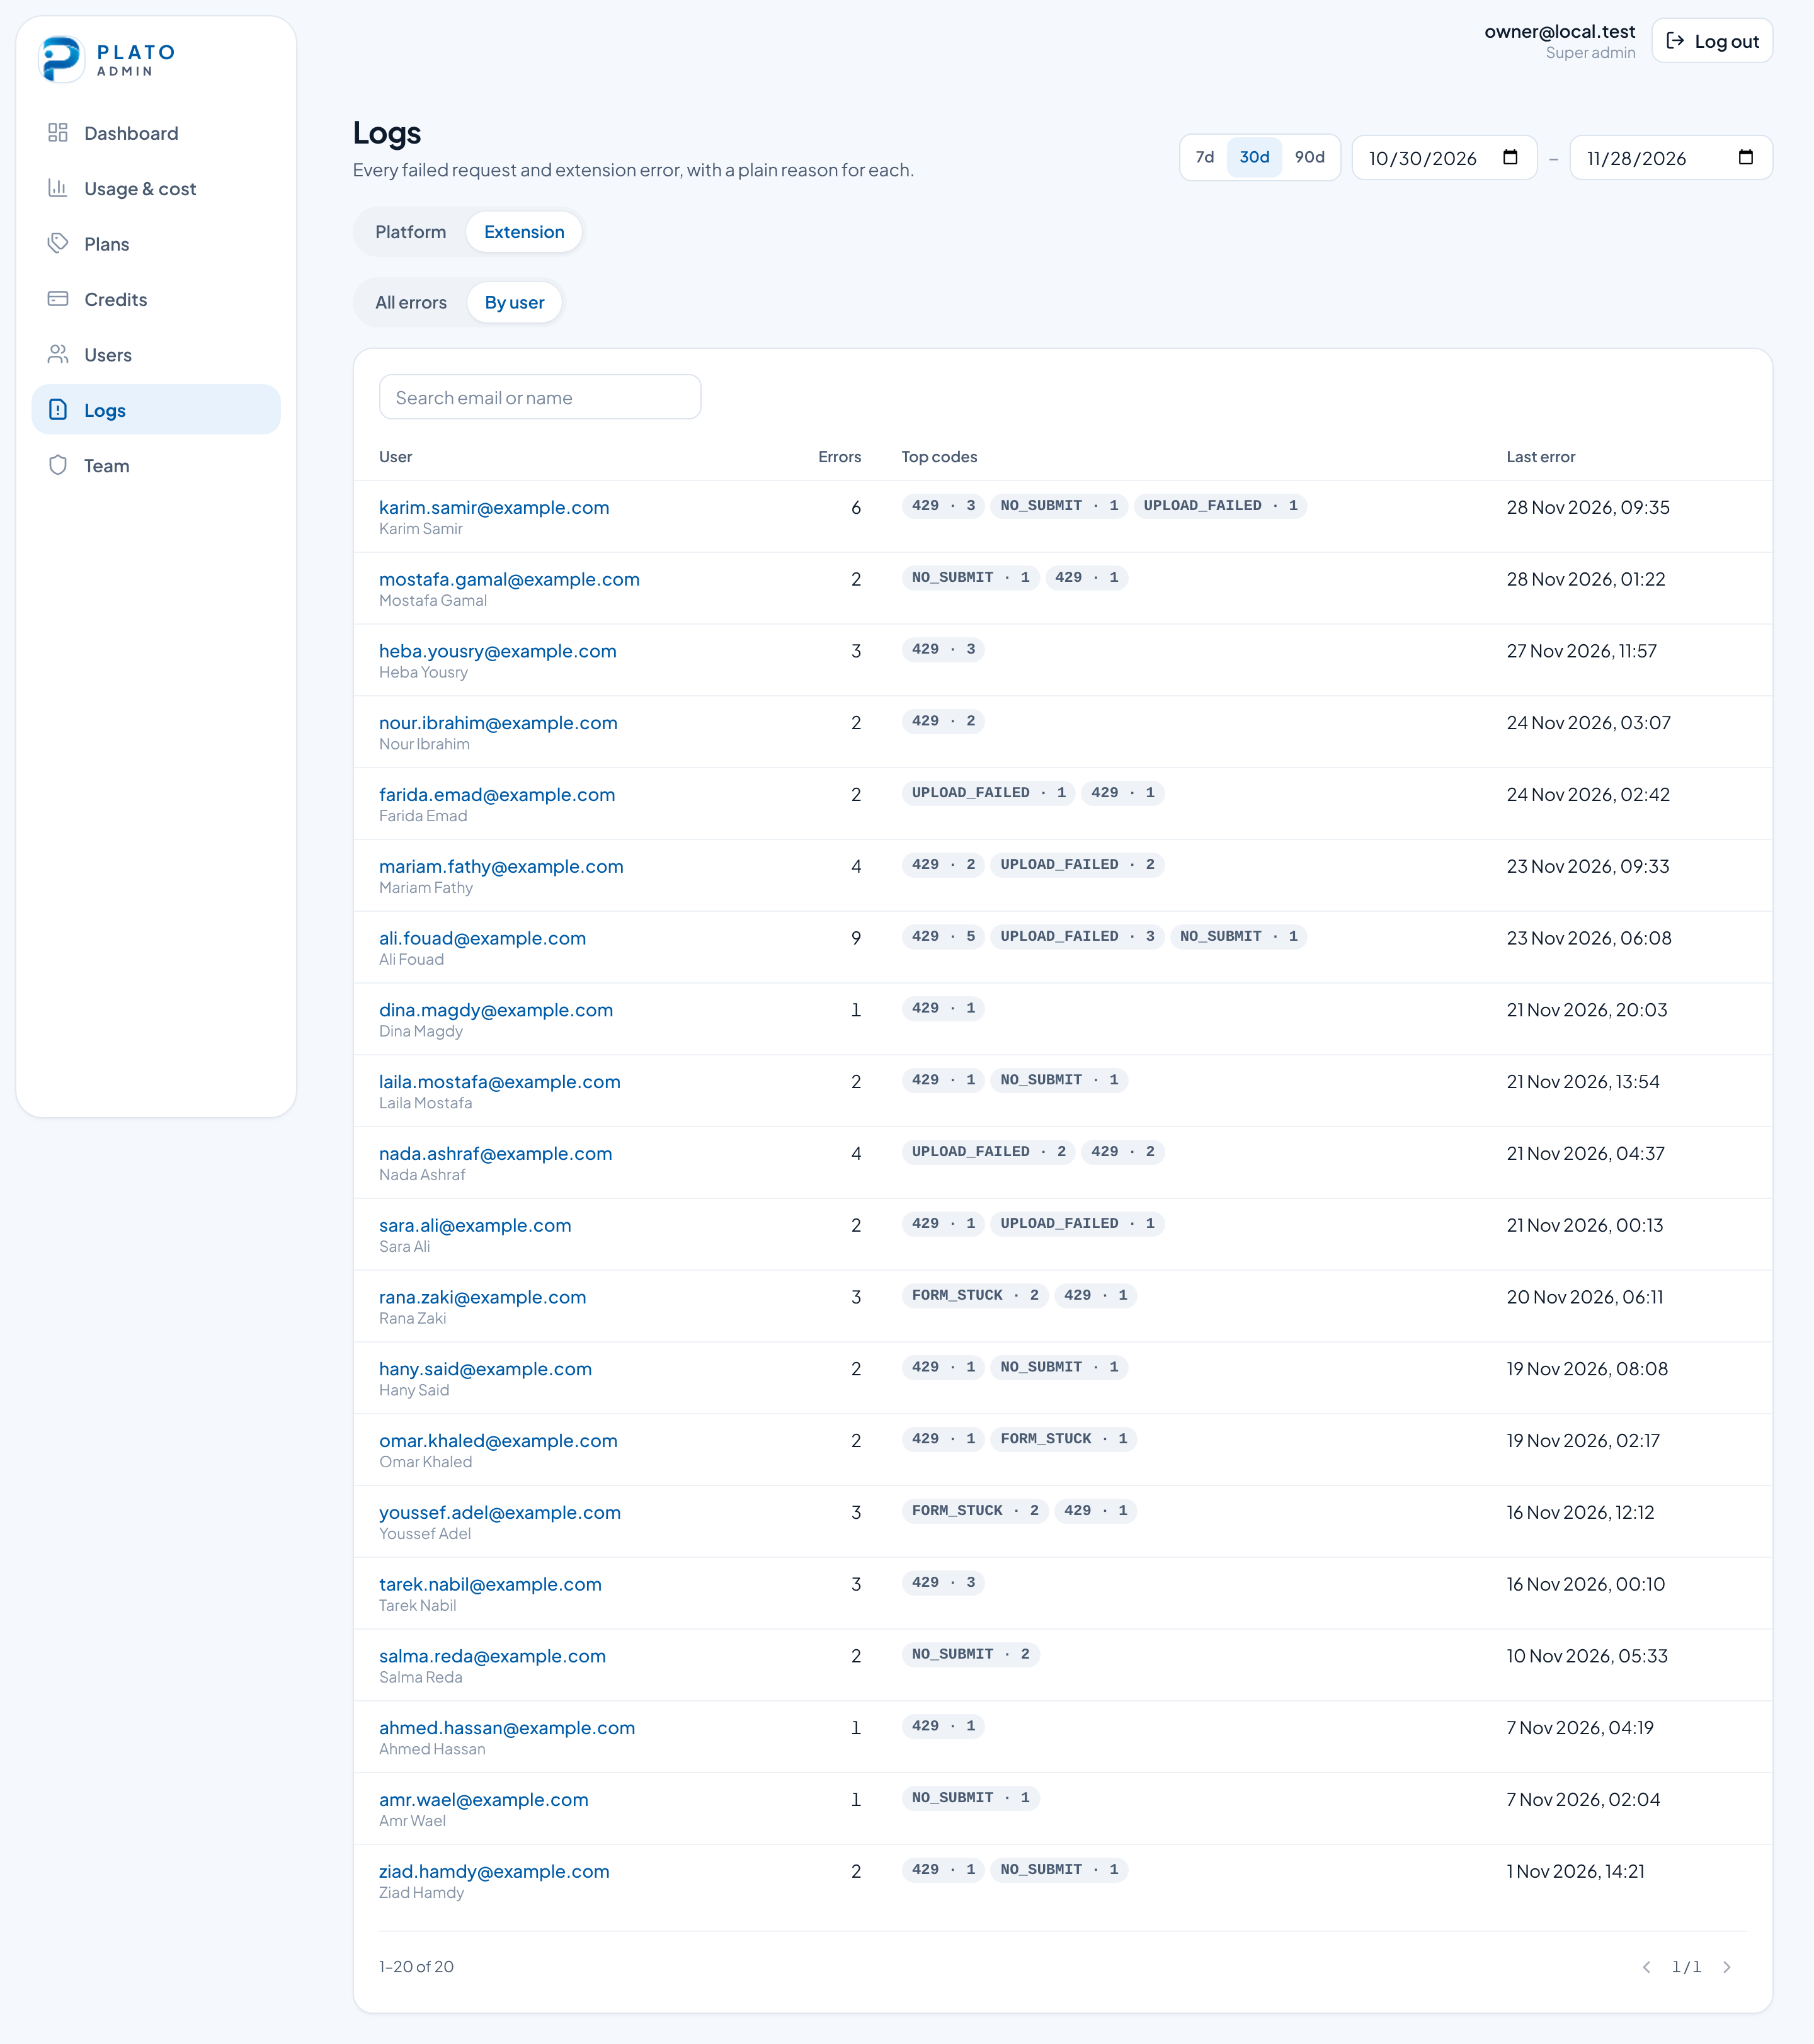 PLATO
ADMIN
owner@local.test
Super admin
Log out
Dashboard
Usage & cost
Plans
Credits
Users
Logs
Team
Logs
Every failed request and extension error, with a plain reason for each.
7d 30d 90d 10/30/2026 – 11/28/2026
Platform Extension
All errors By user
Search email or name
User Errors Top codes Last error
karim.samir@example.com 6 429 · 3 NO_SUBMIT · 1 UPLOAD_FAILED · 1 28 Nov 2026, 09:35
Karim Samir
mostafa.gamal@example.com 2 NO_SUBMIT · 1 429 · 1 28 Nov 2026, 01:22
Mostafa Gamal
heba.yousry@example.com 3 429 · 3 27 Nov 2026, 11:57
Heba Yousry
nour.ibrahim@example.com 2 429 · 2 24 Nov 2026, 03:07
Nour Ibrahim
farida.emad@example.com 2 UPLOAD_FAILED · 1 429 · 1 24 Nov 2026, 02:42
Farida Emad
mariam.fathy@example.com 4 429 · 2 UPLOAD_FAILED · 2 23 Nov 2026, 09:33
Mariam Fathy
ali.fouad@example.com 9 429 · 5 UPLOAD_FAILED · 3 NO_SUBMIT · 1 23 Nov 2026, 06:08
Ali Fouad
dina.magdy@example.com 1 429 · 1 21 Nov 2026, 20:03
Dina Magdy
laila.mostafa@example.com 2 429 · 1 NO_SUBMIT · 1 21 Nov 2026, 13:54
Laila Mostafa
nada.ashraf@example.com 4 UPLOAD_FAILED · 2 429 · 2 21 Nov 2026, 04:37
Nada Ashraf
sara.ali@example.com 2 429 · 1 UPLOAD_FAILED · 1 21 Nov 2026, 00:13
Sara Ali
rana.zaki@example.com 3 FORM_STUCK · 2 429 · 1 20 Nov 2026, 06:11
Rana Zaki
hany.said@example.com 2 429 · 1 NO_SUBMIT · 1 19 Nov 2026, 08:08
Hany Said
omar.khaled@example.com 2 429 · 1 FORM_STUCK · 1 19 Nov 2026, 02:17
Omar Khaled
youssef.adel@example.com 3 FORM_STUCK · 2 429 · 1 16 Nov 2026, 12:12
Youssef Adel
tarek.nabil@example.com 3 429 · 3 16 Nov 2026, 00:10
Tarek Nabil
salma.reda@example.com 2 NO_SUBMIT · 2 10 Nov 2026, 05:33
Salma Reda
ahmed.hassan@example.com 1 429 · 1 7 Nov 2026, 04:19
Ahmed Hassan
amr.wael@example.com 1 NO_SUBMIT · 1 7 Nov 2026, 02:04
Amr Wael
ziad.hamdy@example.com 2 429 · 1 NO_SUBMIT · 1 1 Nov 2026, 14:21
Ziad Hamdy
1–20 of 20 1 / 1